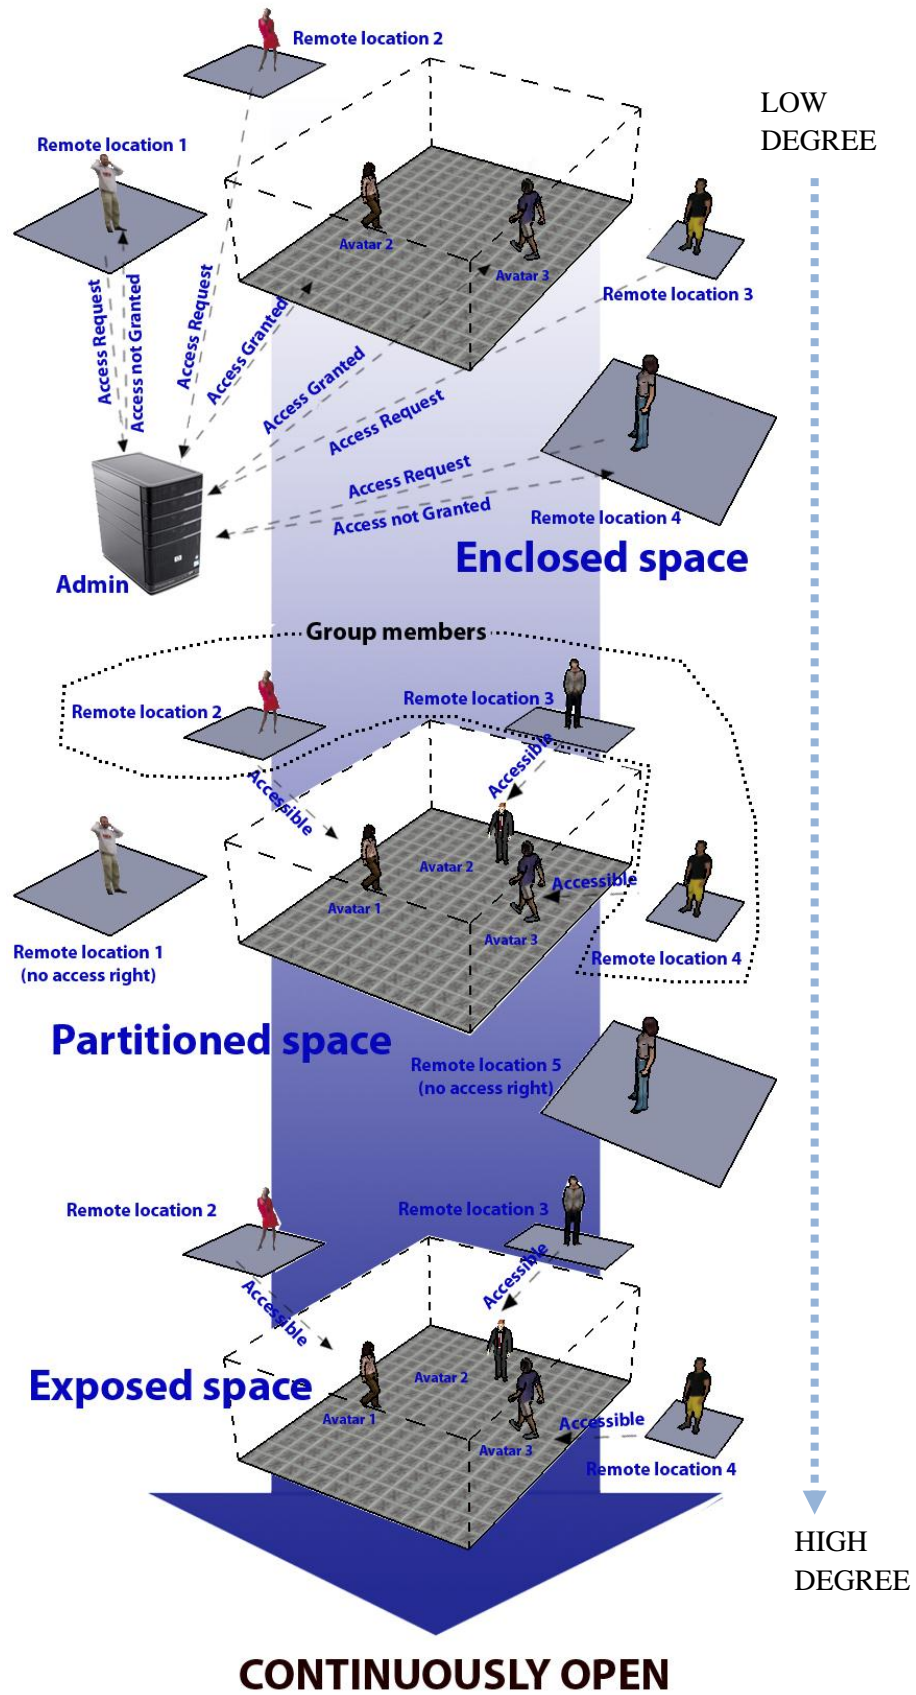 Remote location 2
LOW
DEGREE
Remote location 1
Avatar 2
Avatar 3
Remote location 3
Access Request
Access not Granted
Access Request
Access Granted
Access Granted
Access Request
Access Request
Access not Granted
Remote location 4
Enclosed space
Admin
Group members
Remote location 2
Remote location 3
Accessible
Accessible
Avatar 2
Avatar 1
Accessible
Avatar 3
Remote location 1
(no access right)
Remote location 4
Partitioned space
Remote location 5
(no access right)
Remote location 2
Remote location 3
Accessible
Accessible
Exposed space
Avatar 2
Avatar 1
Avatar 3
Accessible
Remote location 4
HIGH
DEGREE
CONTINUOUSLY OPEN